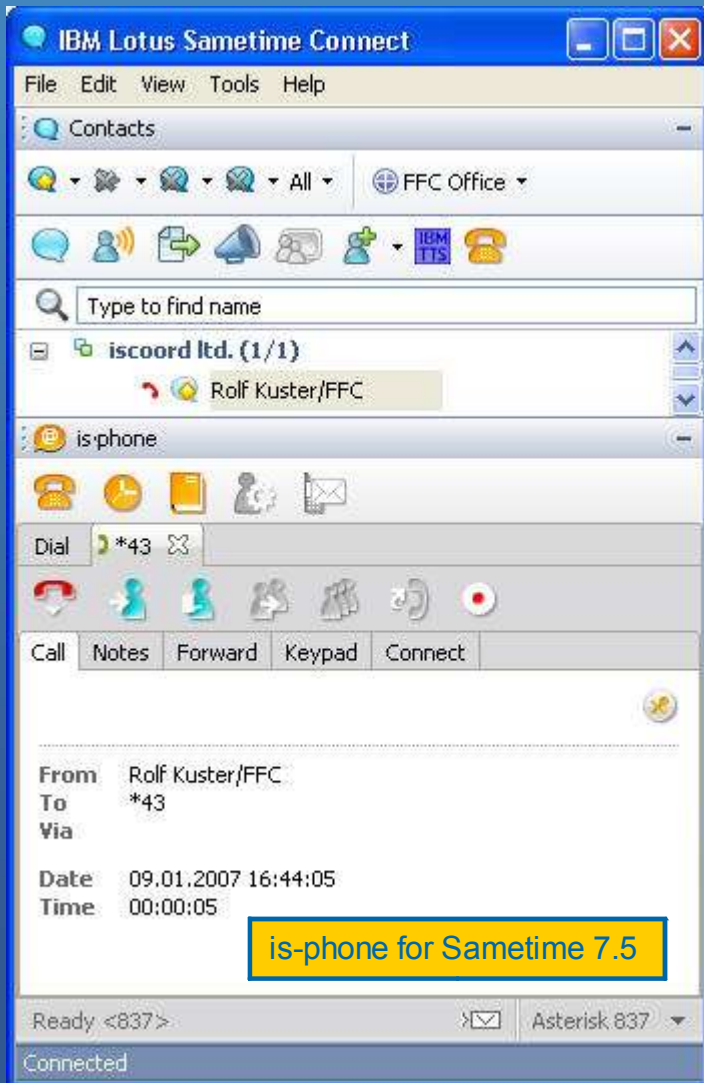 IBM Lotus Sametime Connect
File Edit View Tools Help
Contacts
All FFC Office
IBM
TTS
Type to find name
iscoord ltd. (1/1)
Rolf Kuster/FFC
is-phone
Dial *43
Call Notes Forward Keypad Connect
From Rolf Kuster/FFC
To *43
Via
Date 09.01.2007 16:44:05
Time 00:00:05
is-phone for Sametime 7.5
Ready <837> Asterisk 837
Connected